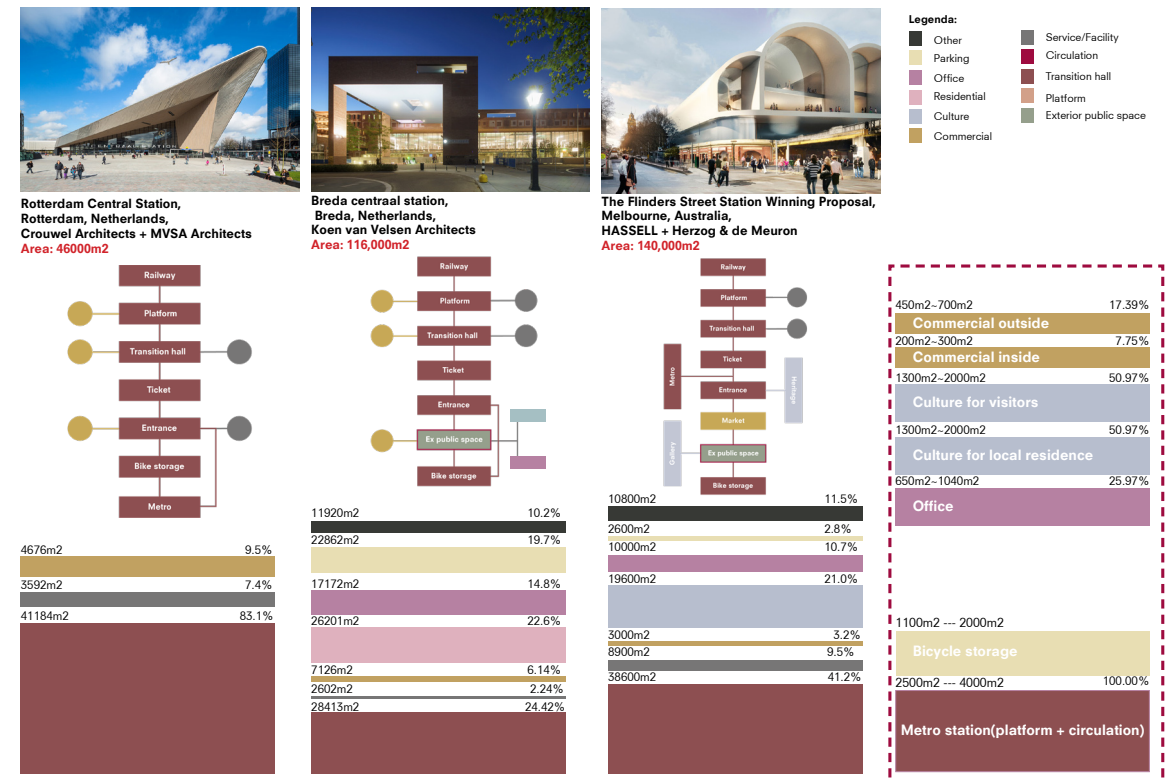 Legenda:
Other
Parking
Office
Residential
Culture
Commercial
Service/Facility
Circulation
Transition hall
Platform
Exterior public space
CENTRAAL STATION
Rotterdam Central Station,
Rotterdam, Netherlands,
Crouwel Architects + MVSA Architects
Area: 46000m2
Railway
Platform
Transition hall
Ticket
Entrance
Bike storage
Metro
4676m2 9.5%
3592m2 7.4%
41184m2 83.1%
Breda centraal station,
Breda, Netherlands,
Koen van Velsen Architects
Area: 116,000m2
Railway
Platform
Transition hall
Ticket
Entrance
Ex public space
Bike storage
11920m2 10.2%
22862m2 19.7%
17172m2 14.8%
26201m2 22.6%
7126m2 6.14%
2602m2 2.24%
28413m2 24.42%
The Flinders Street Station Winning Proposal,
Melbourne, Australia,
HASSELL + Herzog & de Meuron
Area: 140,000m2
Railway
Platform
Transition hall
Ticket
Metro
Entrance
Heritage
Market
Gallery
Ex public space
Bike storage
10800m2 11.5%
2600m2 2.8%
10000m2 10.7%
19600m2 21.0%
3000m2 3.2%
8900m2 9.5%
38600m2 41.2%
450m2~700m2 17.39%
Commercial outside
200m2~300m2 7.75%
Commercial inside
1300m2~2000m2 50.97%
Culture for visitors
1300m2~2000m2 50.97%
Culture for local residence
650m2~1040m2 25.97%
Office
1100m2 --- 2000m2
Bicycle storage
2500m2 --- 4000m2 100.00%
Metro station(platform + circulation)